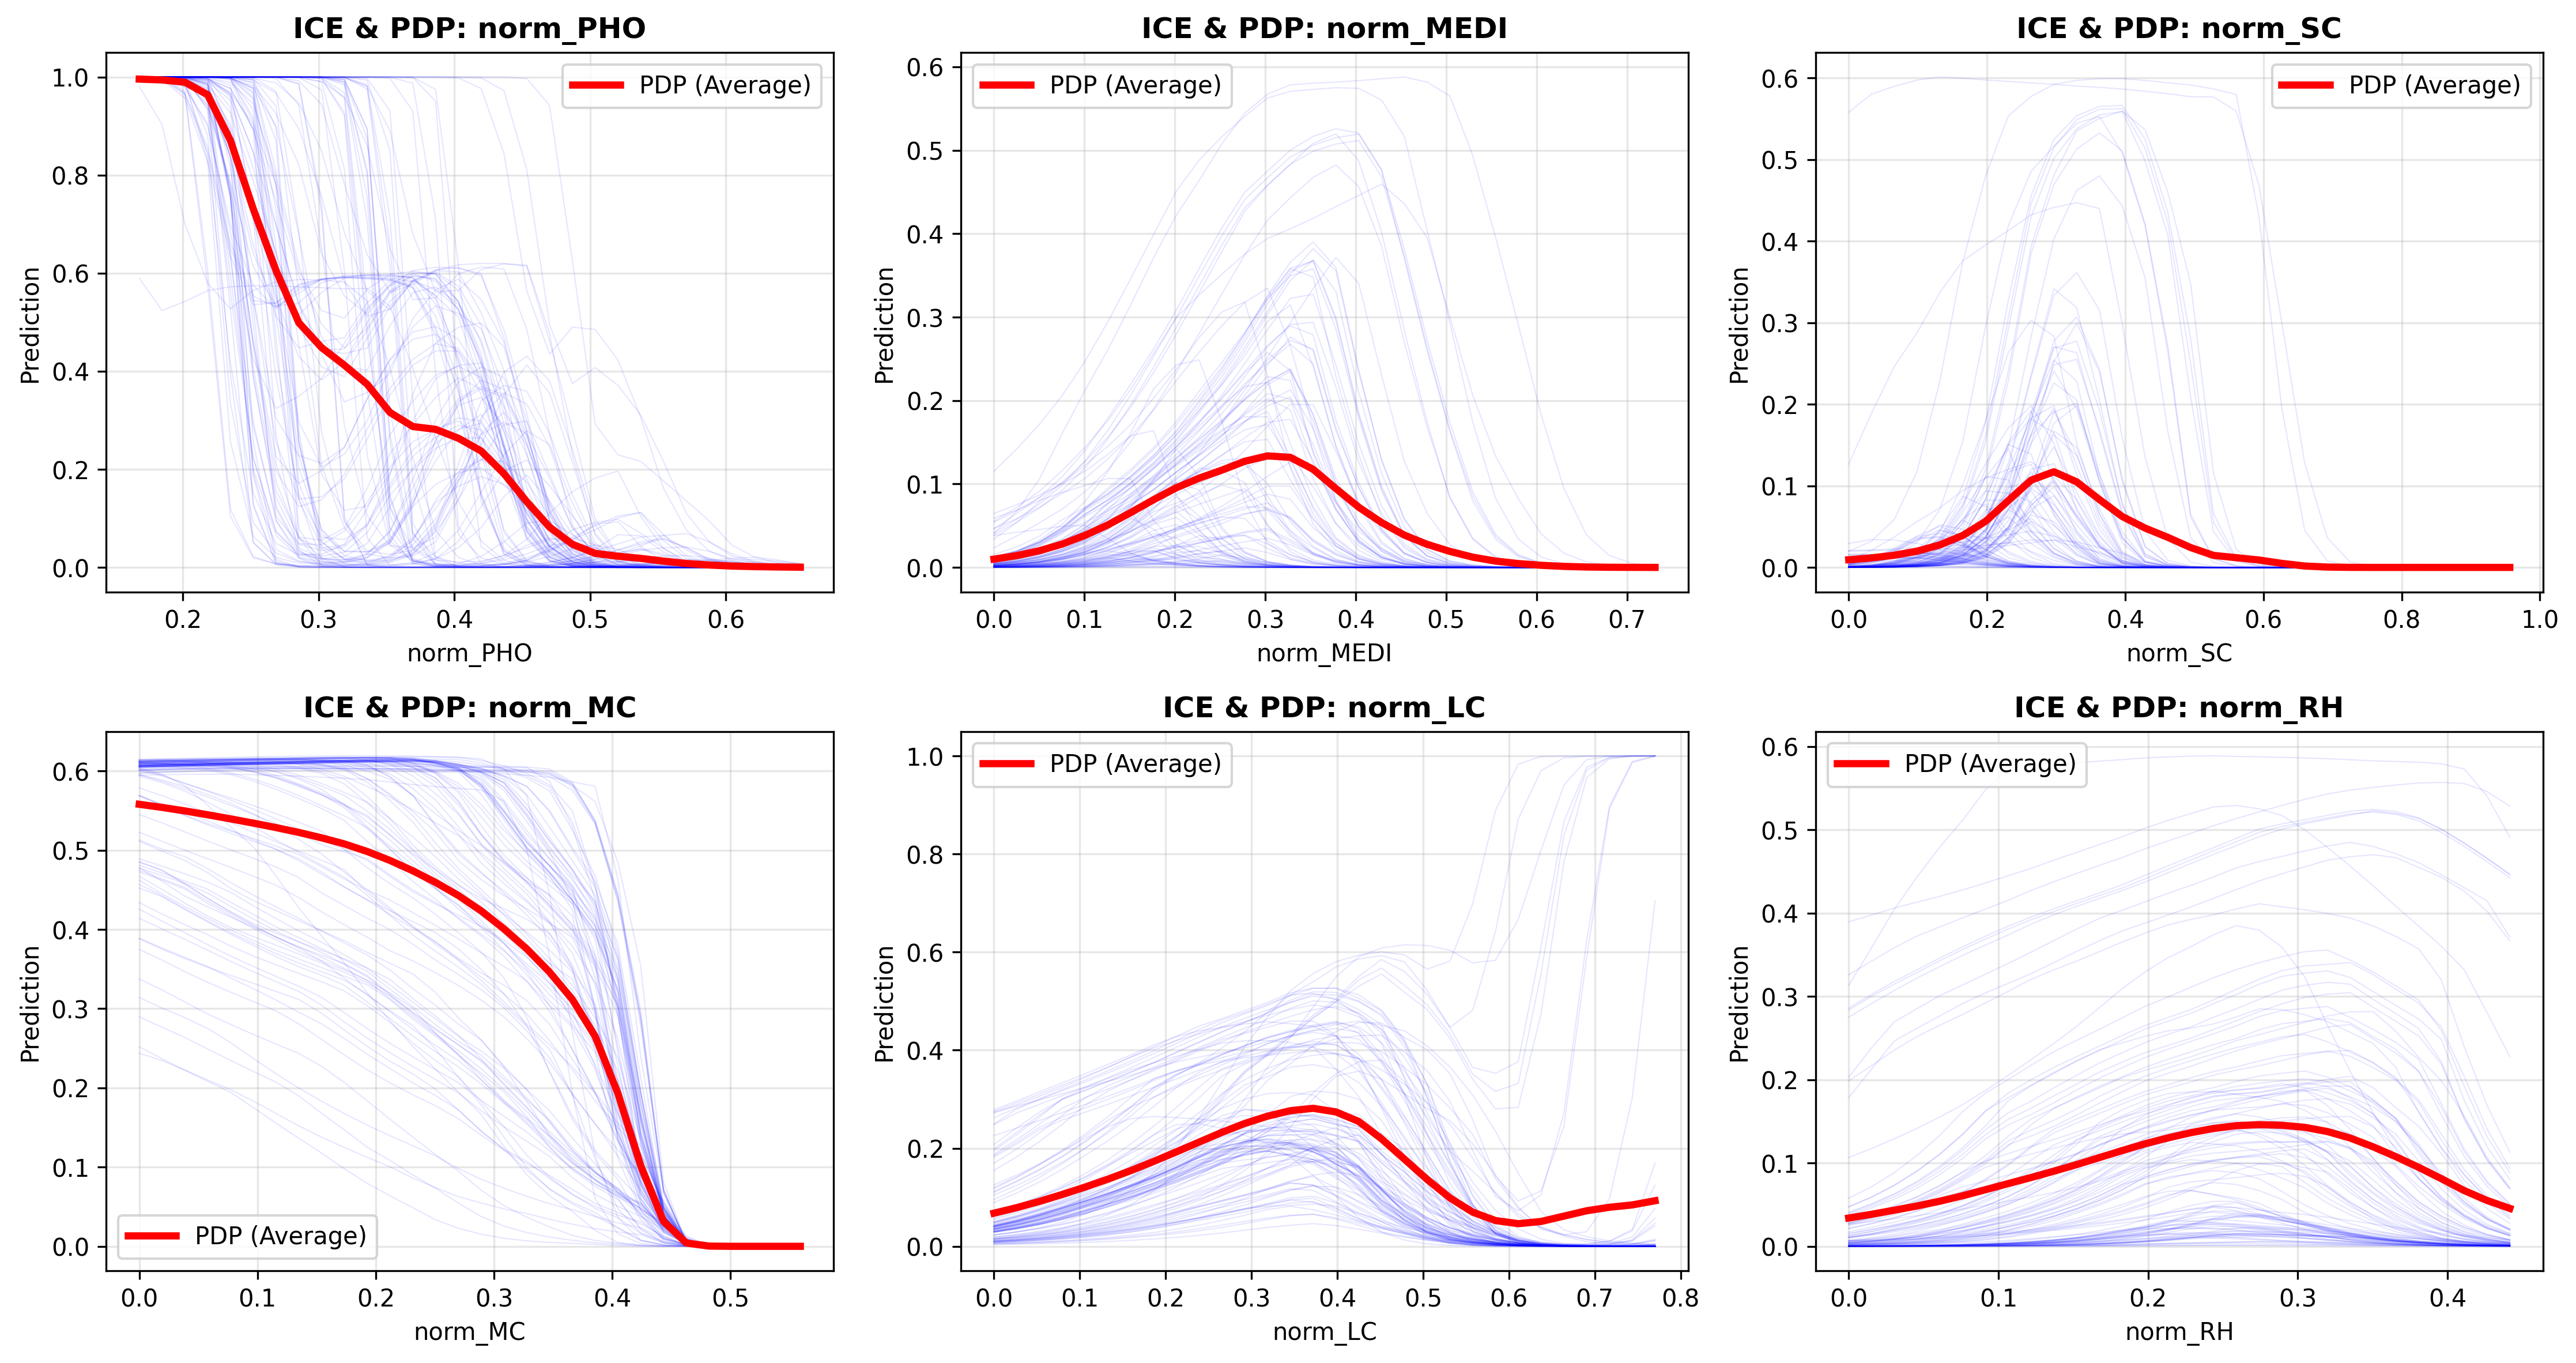 ICE & PDP: norm_PHO
PDP (Average)
1.0
0.8
0.6
0.4
0.2
0.0
Prediction
0.2 0.3 0.4 0.5 0.6
norm_PHO
ICE & PDP: norm_MEDI
PDP (Average)
0.6
0.5
0.4
0.3
0.2
0.1
0.0
Prediction
0.0 0.1 0.2 0.3 0.4 0.5 0.6 0.7
norm_MEDI
ICE & PDP: norm_SC
PDP (Average)
0.6
0.5
0.4
0.3
0.2
0.1
0.0
Prediction
0.0 0.2 0.4 0.6 0.8 1.0
norm_SC
ICE & PDP: norm_MC
0.6
0.5
0.4
0.3
0.2
0.1
0.0
Prediction
PDP (Average)
0.0 0.1 0.2 0.3 0.4 0.5
norm_MC
ICE & PDP: norm_LC
PDP (Average)
1.0
0.8
0.6
0.4
0.2
0.0
Prediction
0.0 0.1 0.2 0.3 0.4 0.5 0.6 0.7 0.8
norm_LC
ICE & PDP: norm_RH
PDP (Average)
0.6
0.5
0.4
0.3
0.2
0.1
0.0
Prediction
0.0 0.1 0.2 0.3 0.4
norm_RH